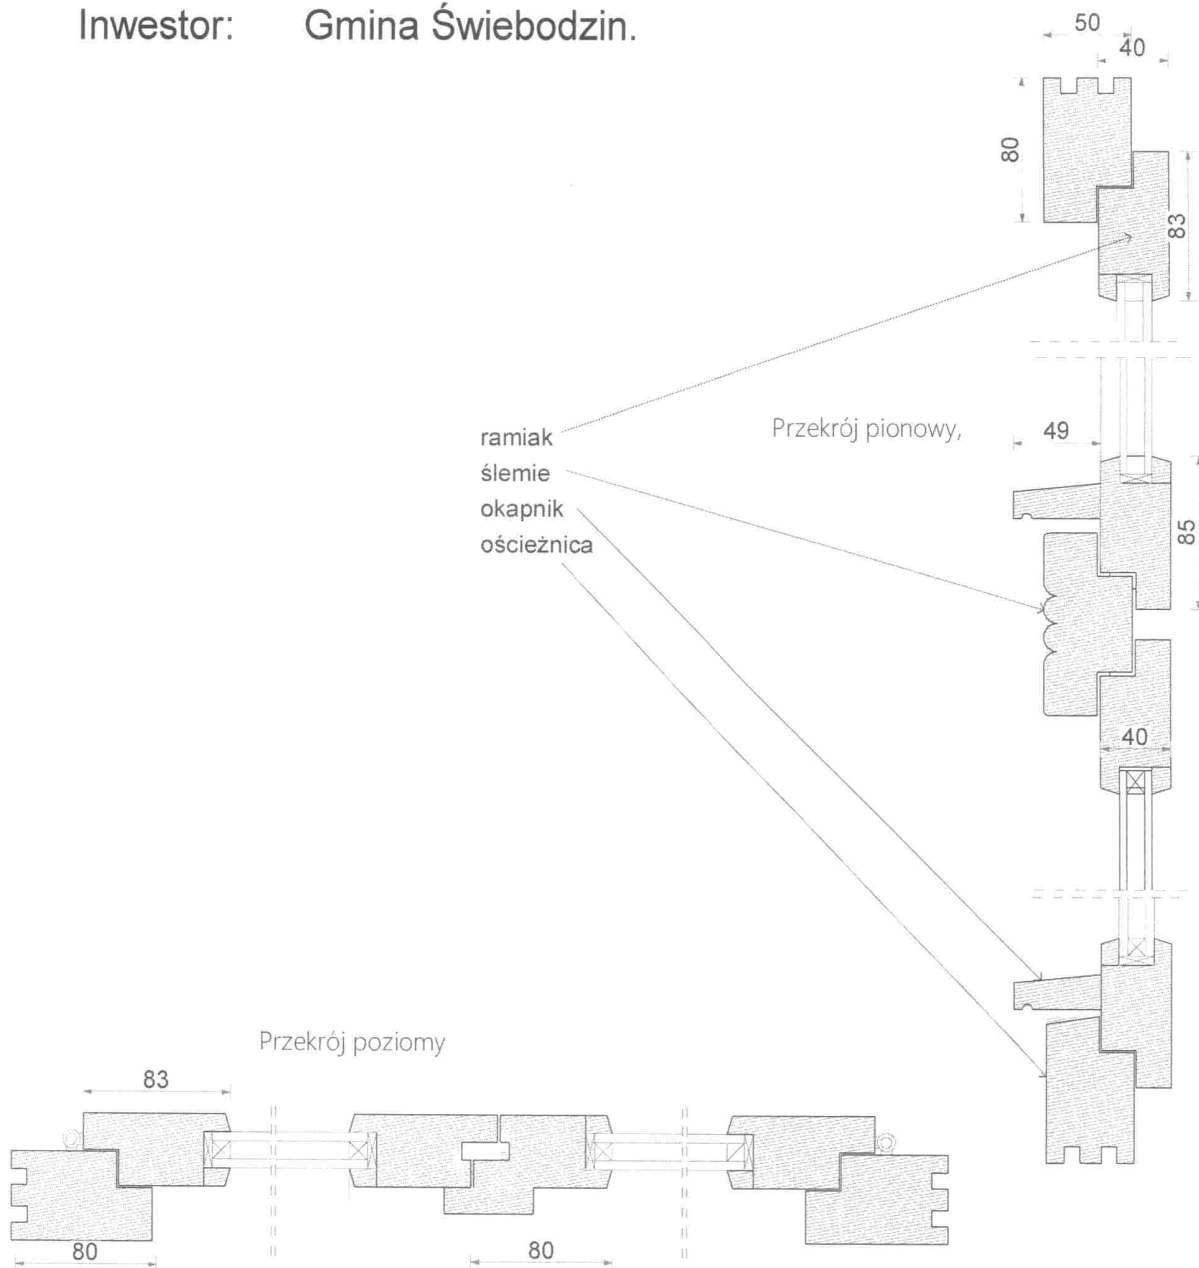 Inwestor: Gmina Świebodzin.
50
40
80
83
ramiak
ślemie
okapnik
ościeżnica
Przekrój pionowy,
49
85
40
Przekrój poziomy
83
80
80